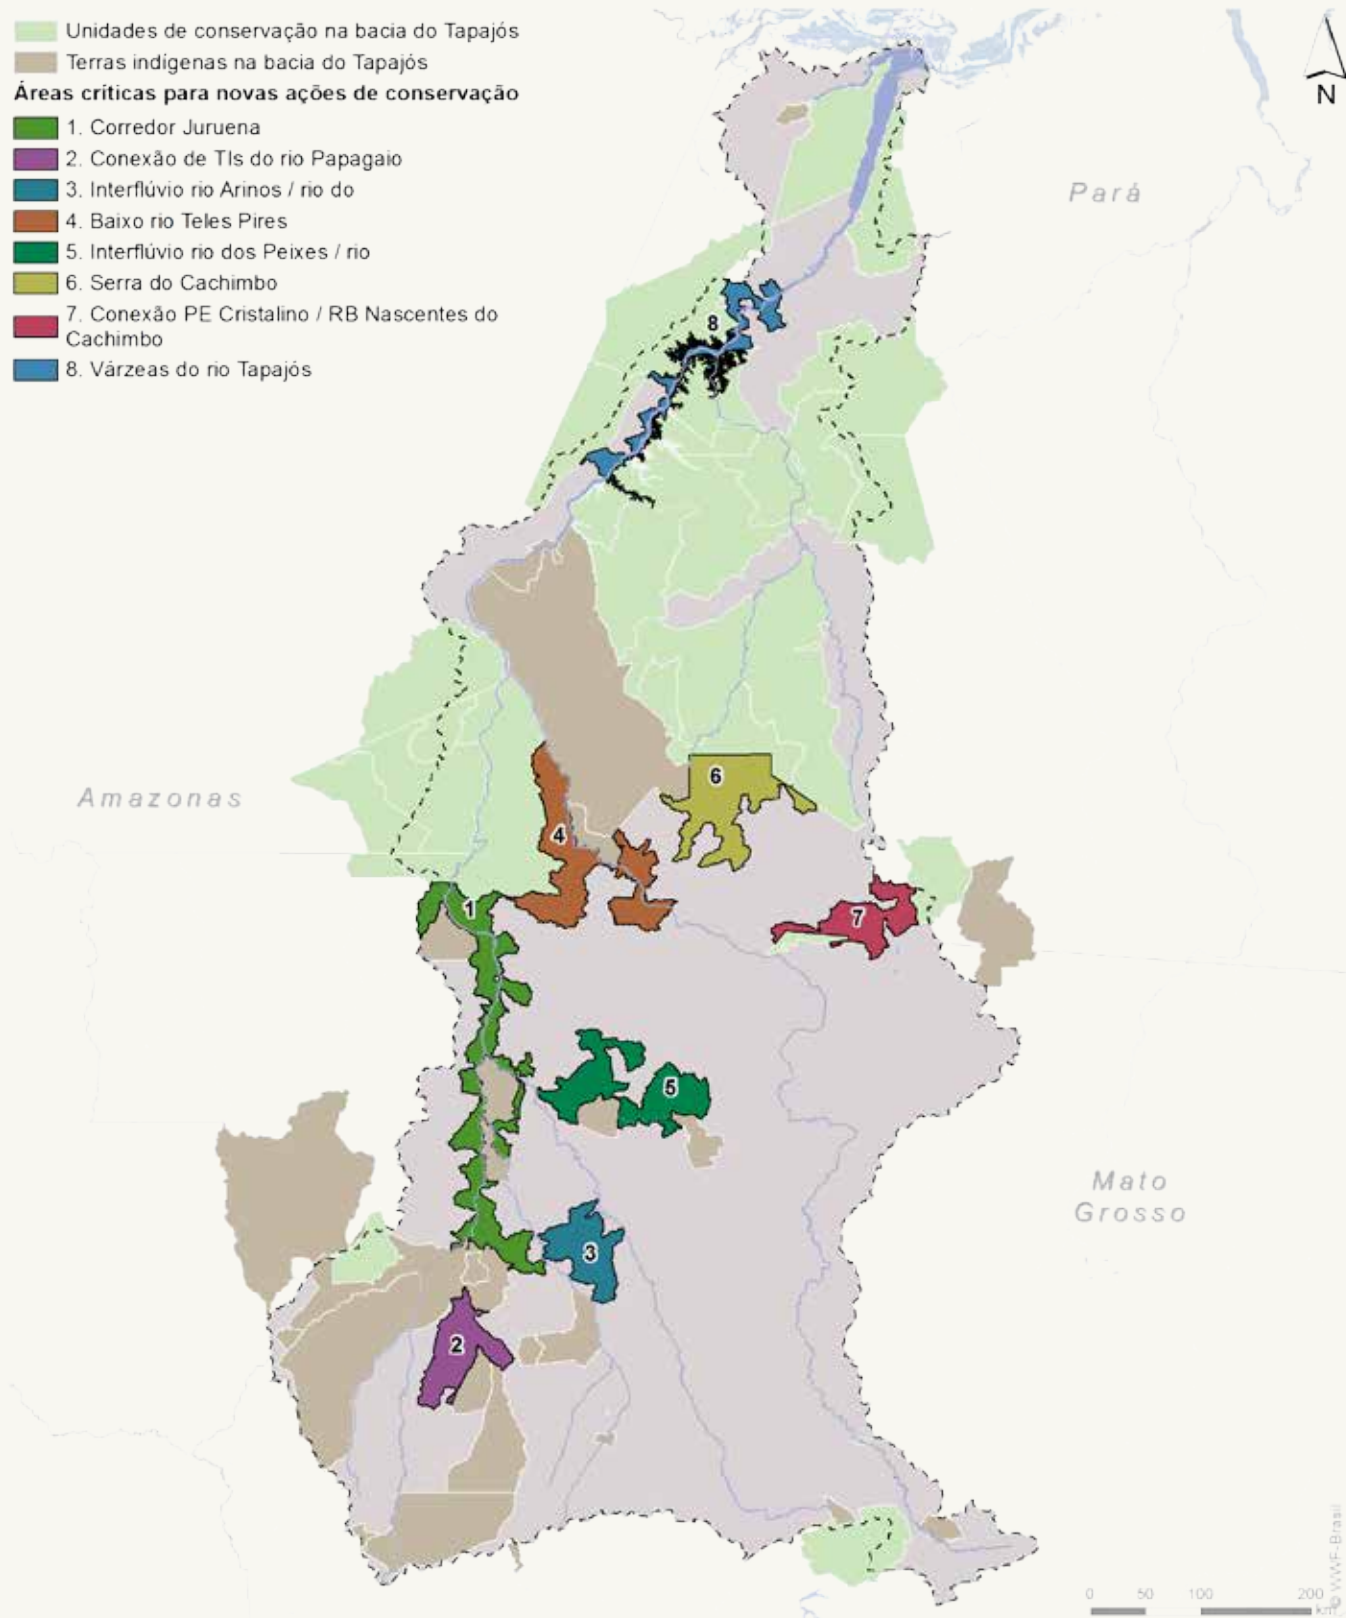 Unidades de conservação na bacia do Tapajós
Terras indígenas na bacia do Tapajós
Áreas críticas para novas ações de conservação
1. Corredor Juruena
2. Conexão de TIs do rio Papagaio
3. Interflúvio rio Arinos / rio do
4. Baixo rio Teles Pires
5. Interflúvio rio dos Peixes / rio
6. Serra do Cachimbo
7. Conexão PE Cristalino / RB Nascentes do
Cachimbo
8. Várzeas do rio Tapajós
N
Pará
8
Amazonas
6
4
1
7
5
Mato
Grosso
3
2
0 50 100 200
© WWF-Brasil